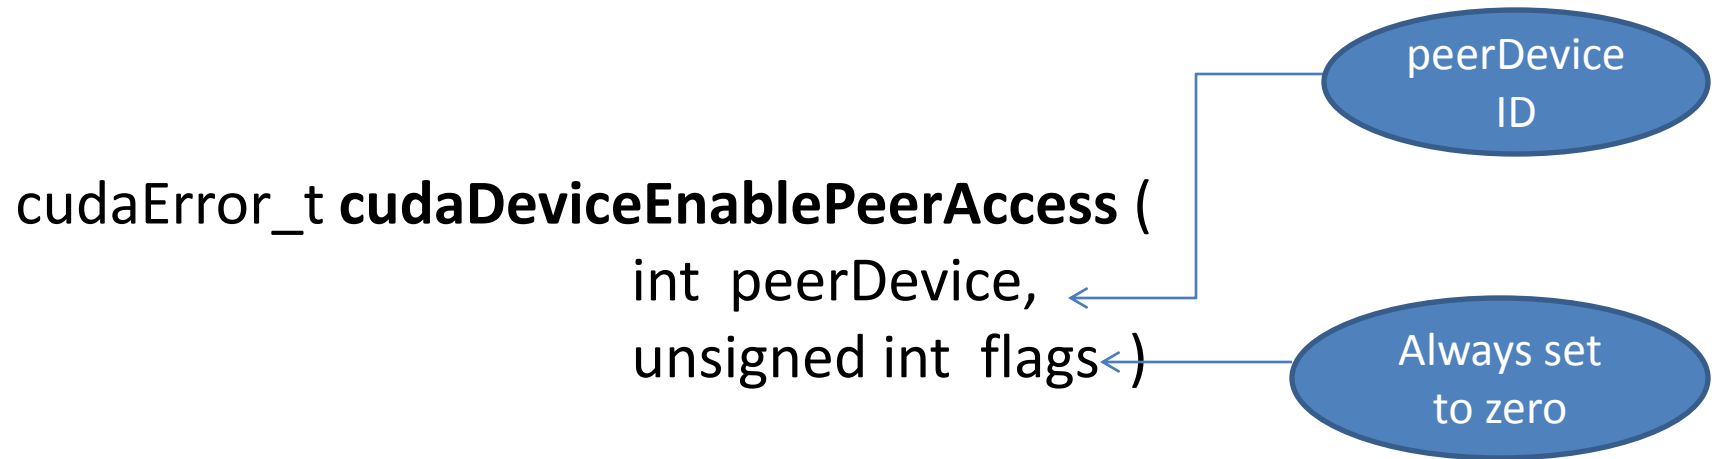 peerDevice
ID
cudaError_t cudaDeviceEnablePeerAccess (
int peerDevice,
unsigned int flags )
Always set
to zero